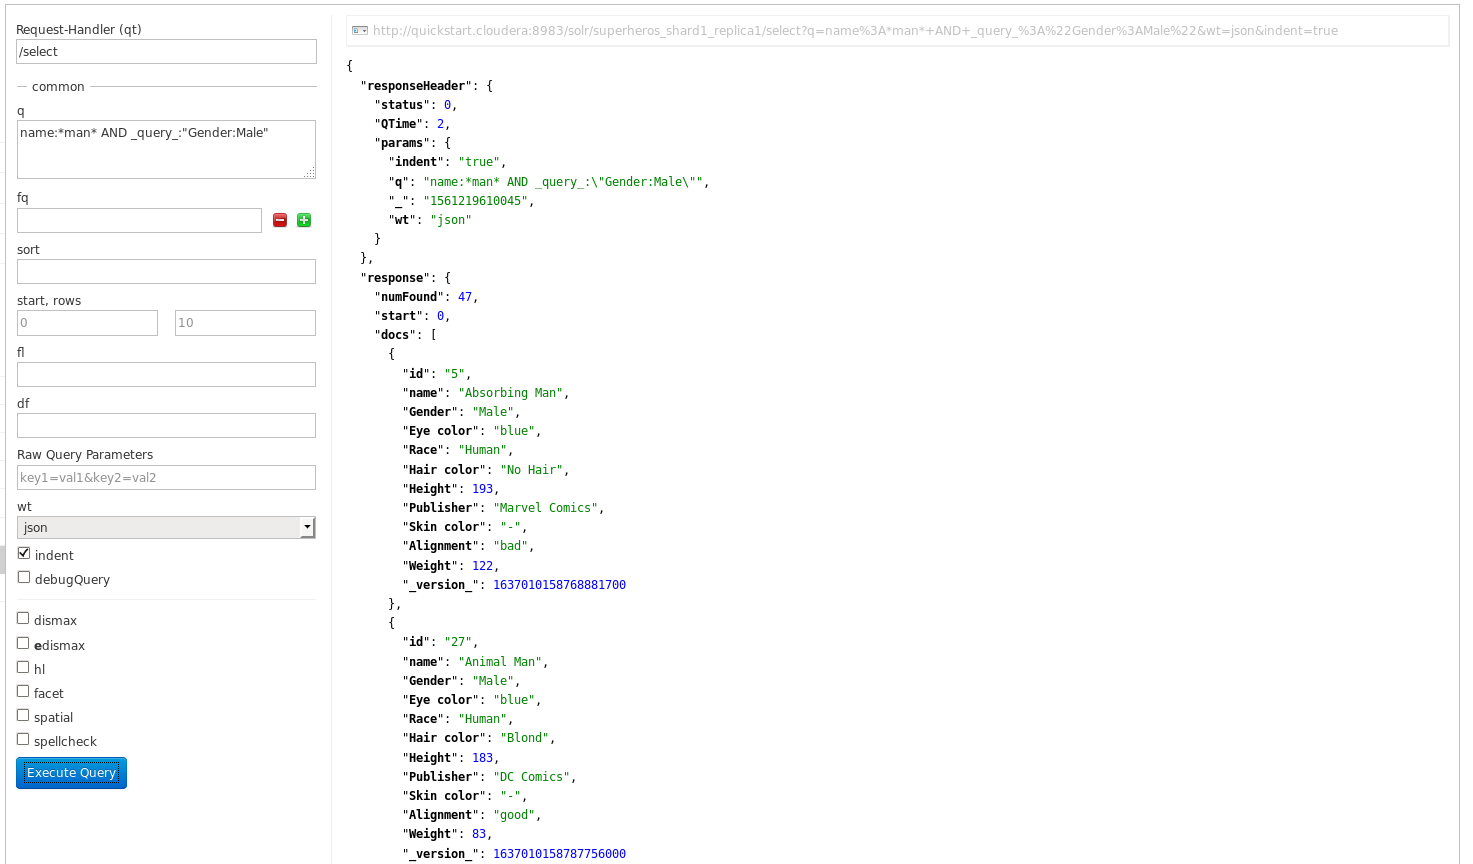 Request-Handler (qt)
/select
common
q
name:*man* AND _query_:"Gender:Male"
fq
sort
start, rows
0 10
fl
df
Raw Query Parameters
key1=val1&key2=val2
wt
json
indent
debugQuery
dismax
edismax
hl
facet
spatial
spellcheck
Execute Query
http://quickstart.cloudera:8983/solr/superheros_shard1_replica1/select?q=name%3A*man*+AND+_query_%3A%22Gender%3AMale%22&wt=json&indent=true
{
  "responseHeader": {
    "status": 0,
    "QTime": 2,
    "params": {
      "indent": "true",
      "q": "name:*man* AND _query_:\"Gender:Male\"",
      "_": "1561219610045",
      "wt": "json"
    }
  },
  "response": {
    "numFound": 47,
    "start": 0,
    "docs": [
      {
        "id": "5",
        "name": "Absorbing Man",
        "Gender": "Male",
        "Eye color": "blue",
        "Race": "Human",
        "Hair color": "No Hair",
        "Height": 193,
        "Publisher": "Marvel Comics",
        "Skin color": "-",
        "Alignment": "bad",
        "Weight": 122,
        "_version_": 1637010158768881700
      },
      {
        "id": "27",
        "name": "Animal Man",
        "Gender": "Male",
        "Eye color": "blue",
        "Race": "Human",
        "Hair color": "Blond",
        "Height": 183,
        "Publisher": "DC Comics",
        "Skin color": "-",
        "Alignment": "good",
        "Weight": 83,
        "_version_": 1637010158787756000